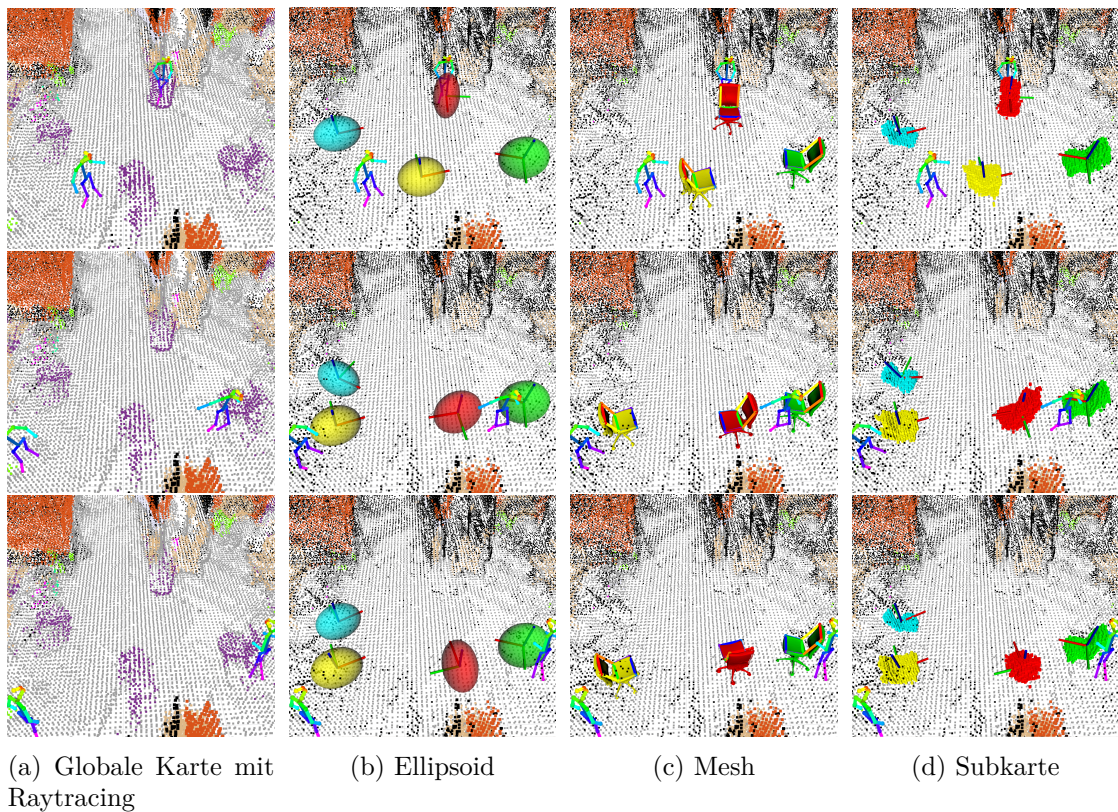 (a) Globale Karte mit
Raytracing
(b) Ellipsoid
(c) Mesh
(d) Subkarte